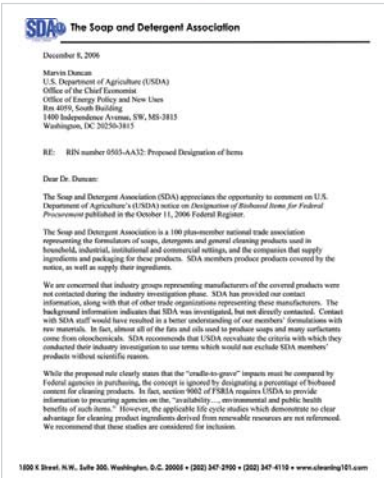 SDA The Soap and Detergent Association
December 8, 2006
Marvin Duncan
U.S. Department of Agriculture (USDA)
Office of the Chief Economist
Office of Energy Policy and New Uses
Rm 4059, South Building
1400 Independence Avenue, SW, MS-3815
Washington, DC 20250-3815
RE: RIN number 0503-AA32: Proposed Designation of Items
Dear Dr. Duncan:
The Soap and Detergent Association (SDA) appreciates the opportunity to comment on U.S.
Department of Agriculture's (USDA) notice on Designation of Biobased Items for Federal
Procurement published in the October 11, 2006 Federal Register.
The Soap and Detergent Association is a 100 plus-member national trade association
representing the formulators of soaps, detergents and general cleaning products used in
household, industrial, institutional and commercial settings, and the companies that supply
ingredients and packaging for these products. SDA members produce products covered by the
notice, as well as supply their ingredients.
We are concerned that industry groups representing manufacturers of the covered products were
not contacted during the industry investigation phase. SDA has provided our contact
information, along with that of other trade organizations representing these manufacturers. The
background information indicates that SDA was investigated, but not directly contacted. Contact
with SDA staff would have resulted in a better understanding of our members' formulations with
raw materials. In fact, almost all of the fats and oils used to produce soaps and many surfactants
come from oleochemicals. SDA recommends that USDA reevaluate the criteria with which they
conducted their industry investigation to use terms which would not exclude SDA members'
products without scientific reason.
While the proposed rule clearly states that the "cradle-to-grave" impacts must be compared by
Federal agencies in purchasing, the concept is ignored by designating a percentage of biobased
content for cleaning products. In fact, section 9002 of FSRIA requires USDA to provide
information to procuring agencies on the, "availability…, environmental and public health
benefits of such items." However, the applicable life cycle studies which demonstrate no clear
advantage for cleaning product ingredients derived from renewable resources are not referenced.
We recommend that these studies are considered for inclusion.
1500 K Street, N.W., Suite 300, Washington, D.C. 20005 • (202) 347-2900 • (202) 347-4110 • www.cleaning101.com